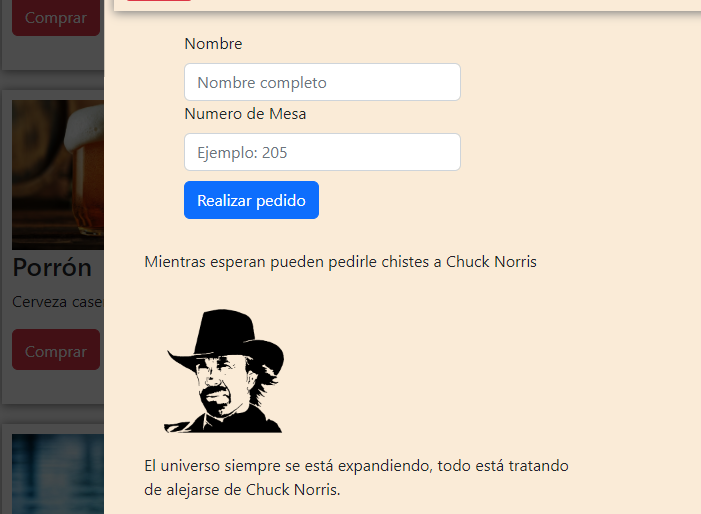 Comprar
Porrón
Cerveza case
Comprar
Nombre
Nombre completo
Numero de Mesa
Ejemplo: 205
Realizar pedido
Mientras esperan pueden pedirle chistes a Chuck Norris
El universo siempre se está expandiendo, todo está tratando
de alejarse de Chuck Norris.